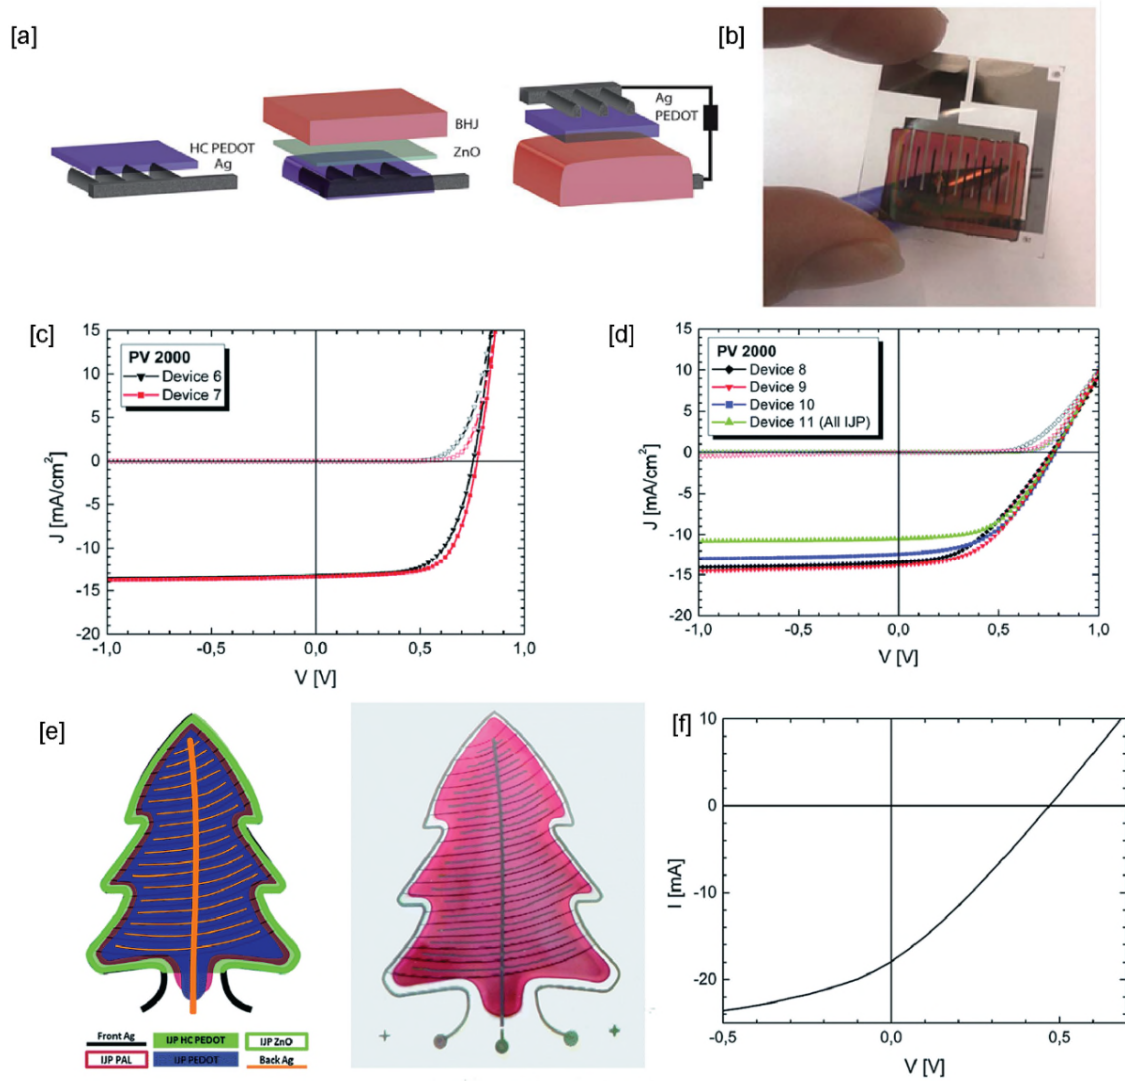 [a]
HC PEDOT
Ag
BHJ
ZnO
Ag
PEDOT
[b]
[c]
15
10
5
0
-5
-10
-15
-20
J [mA/cm²]
PV 2000
Device 6
Device 7
-1,0
-0,5
0,0
0,5
1,0
V [V]
[d]
15
10
5
0
-5
-10
-15
-20
J [mA/cm²]
PV 2000
Device 8
Device 9
Device 10
Device 11 (All IJP)
-1,0
-0,5
0,0
0,5
1,0
V [V]
[e]
Front Ag
IJP HC PEDOT
IJP ZnO
IJP PAL
IJP PEDOT
Back Ag
[f]
10
0
-10
-20
I [mA]
-0,5
0,0
0,5
V [V]